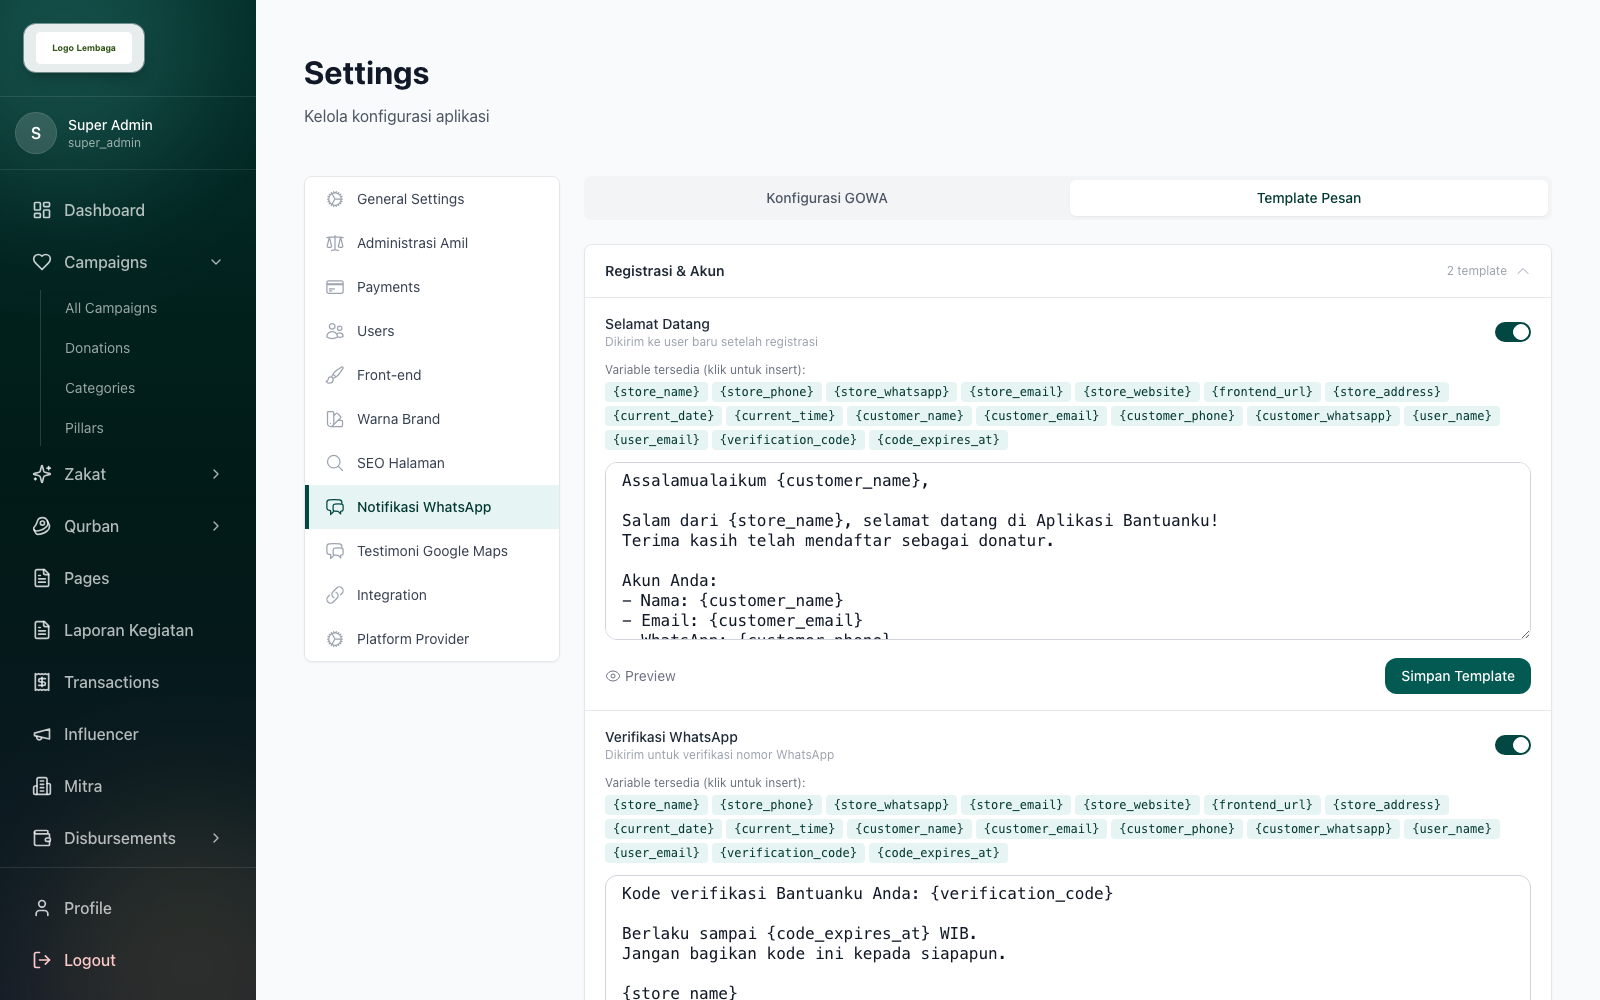 Logo Lembaga
S
Super Admin
super_admin
Dashboard
Campaigns
All Campaigns
Donations
Categories
Pillars
Zakat
Qurban
Pages
Laporan Kegiatan
Transactions
Influencer
Mitra
Disbursements
Profile
Logout
Settings
Kelola konfigurasi aplikasi
General Settings
Administrasi Amil
Payments
Users
Front-end
Warna Brand
SEO Halaman
Notifikasi WhatsApp
Testimoni Google Maps
Integration
Platform Provider
Konfigurasi GOWA
Template Pesan
Registrasi & Akun
2 template
Selamat Datang
Dikirim ke user baru setelah registrasi
Variable tersedia (klik untuk insert):
{store_name} {store_phone} {store_whatsapp} {store_email} {store_website} {frontend_url} {store_address}
{current_date} {current_time} {customer_name} {customer_email} {customer_phone} {customer_whatsapp} {user_name}
{user_email} {verification_code} {code_expires_at}
Assalamualaikum {customer_name},
Salam dari {store_name}, selamat datang di Aplikasi Bantuanku!
Terima kasih telah mendaftar sebagai donatur.
Akun Anda:
– Nama: {customer_name}
– Email: {customer_email}
– WhatsApp: {customer_phone}
Preview
Simpan Template
Verifikasi WhatsApp
Dikirim untuk verifikasi nomor WhatsApp
Variable tersedia (klik untuk insert):
{store_name} {store_phone} {store_whatsapp} {store_email} {store_website} {frontend_url} {store_address}
{current_date} {current_time} {customer_name} {customer_email} {customer_phone} {customer_whatsapp} {user_name}
{user_email} {verification_code} {code_expires_at}
Kode verifikasi Bantuanku Anda: {verification_code}
Berlaku sampai {code_expires_at} WIB.
Jangan bagikan kode ini kepada siapapun.
{store_name}